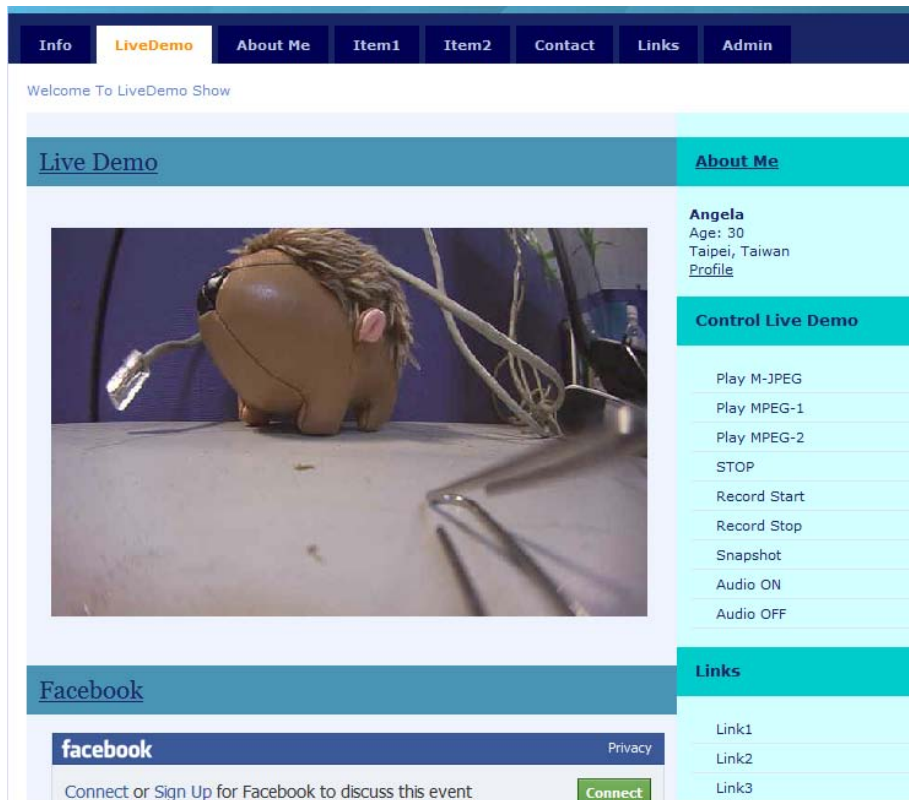 Info LiveDemo About Me Item1 Item2 Contact Links Admin
Welcome To LiveDemo Show
Live Demo
Facebook
facebook Privacy
Connect or Sign Up for Facebook to discuss this event Connect
About Me
Angela
Age: 30
Taipei, Taiwan
Profile
Control Live Demo
Play M-JPEG
Play MPEG-1
Play MPEG-2
STOP
Record Start
Record Stop
Snapshot
Audio ON
Audio OFF
Links
Link1
Link2
Link3